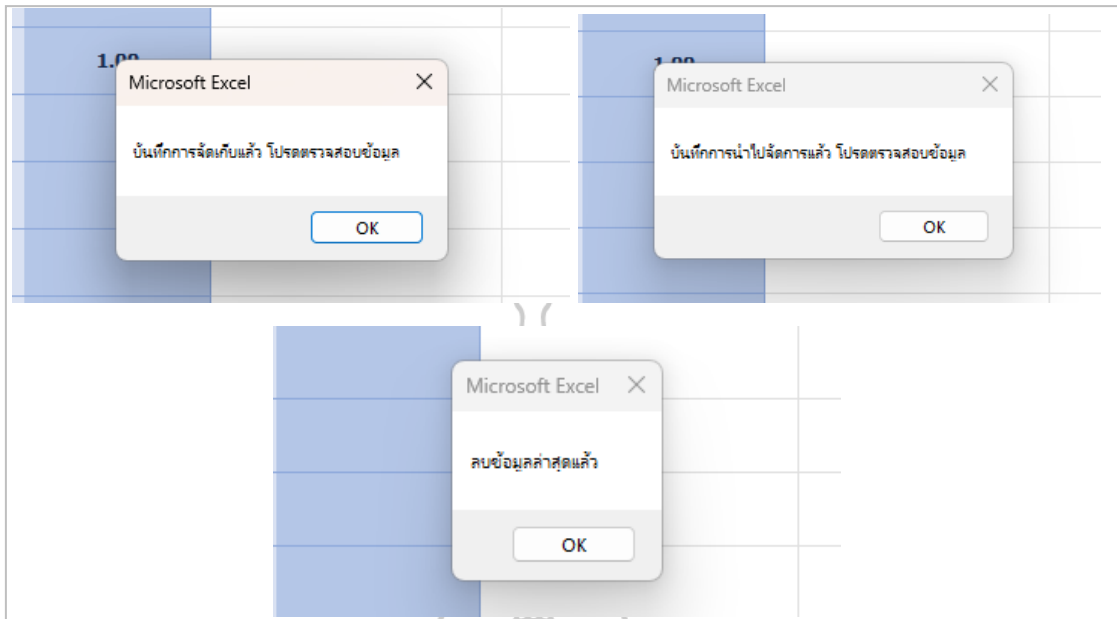 1.00
Microsoft Excel
บันทึกการจัดเก็บแล้ว โปรดตรวจสอบข้อมูล
OK
Microsoft Excel
บันทึกการนำไปจัดการแล้ว โปรดตรวจสอบข้อมูล
OK
Microsoft Excel
ลบข้อมูลล่าสุดแล้ว
OK